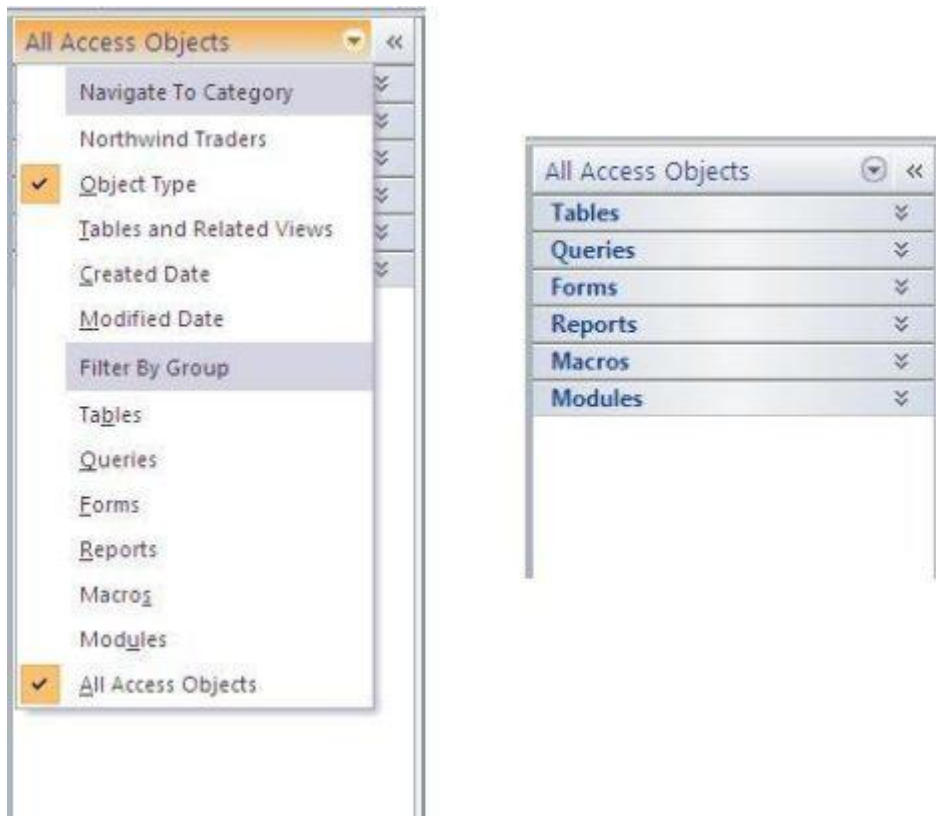 All Access Objects
Navigate To Category
Northwind Traders
Object Type
Tables and Related Views
Created Date
Modified Date
Filter By Group
Tables
Queries
Forms
Reports
Macros
Modules
All Access Objects
All Access Objects
Tables
Queries
Forms
Reports
Macros
Modules